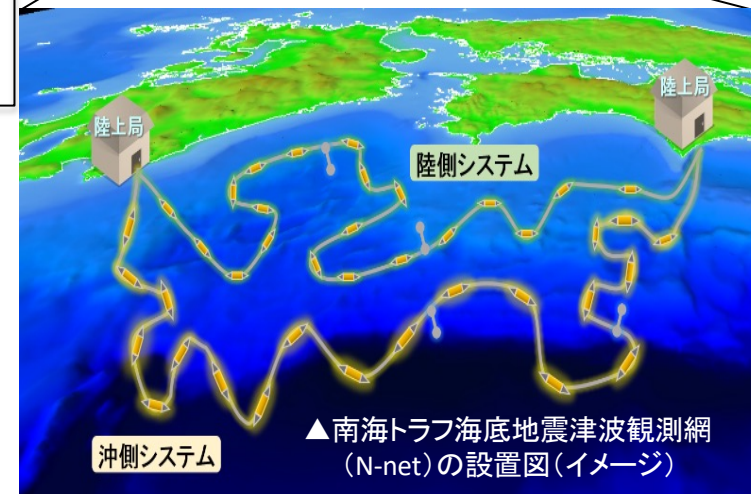 陸上局
陸上局
陸側システム
沖側システム
▲南海トラフ海底地震津波観測網
(N-net)の設置図(イメージ)